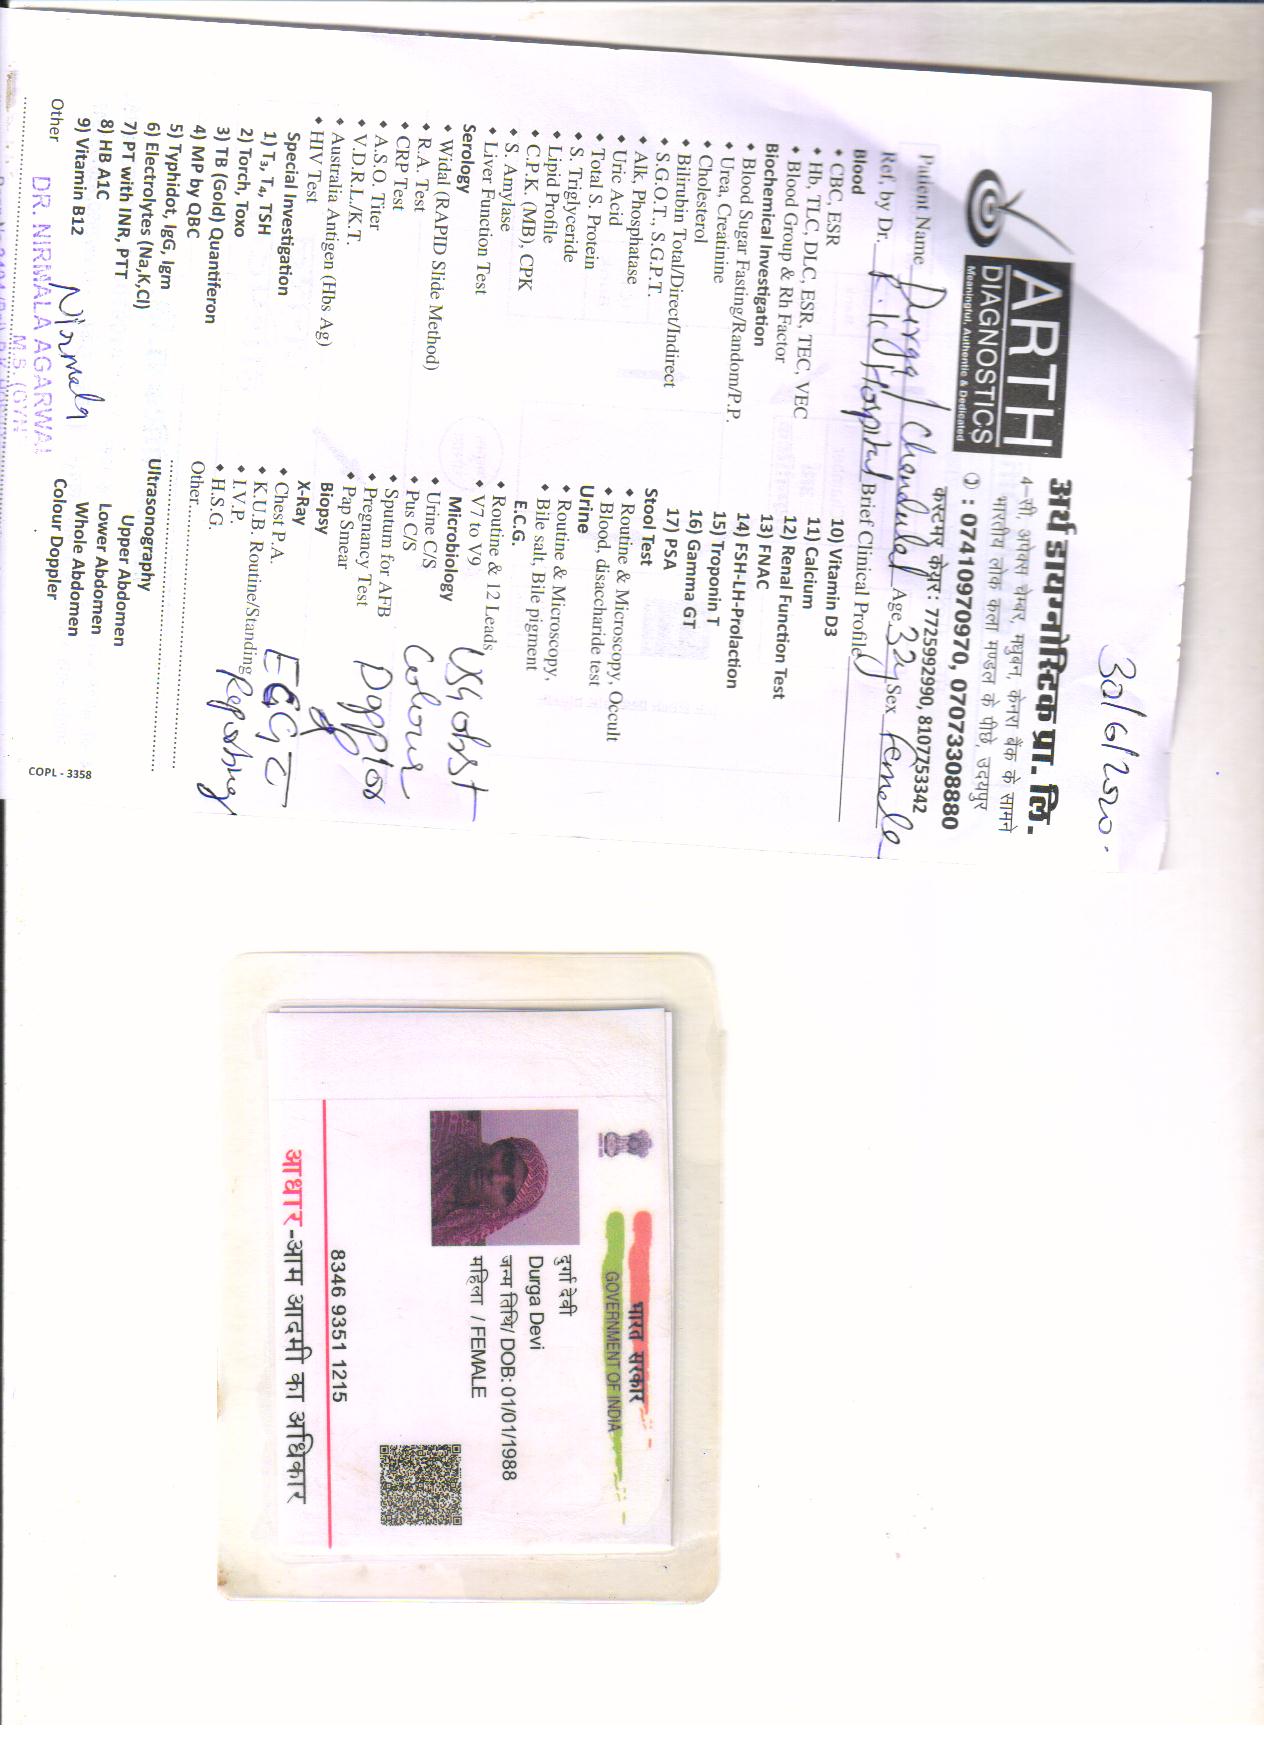 30/6/2020.
ARTH
DIAGNOSTICS
Meaningful, Authentic & Dedicated
अर्थ डायग्नोस्टिक प्रा. लि.
4-सी, अपेक्स चेम्बर, मधुबन, केनरा बैंक के सामने
भारतीय लोक कला मण्डल के पीछे, उदयपुर
: 07410970970, 07073308880
कस्टमर केयर: 7725992990, 8107753342
Patient Name Durga / Chandulal Age 32y Sex Female
Ref, by Dr. P.K. Hospital Brief Clinical Profile
Blood
• CBC, ESR
• Hb, TLC, DLC, ESR, TEC, VEC
• Blood Group & Rh Factor
Biochemical Investigation
• Blood Sugar Fasting/Random/P.P.
• Urea, Creatinine
• Cholesterol
• Bilirubin Total/Direct/Indirect
• S.G.O.T., S.G.P.T.
• Alk, Phosphatase
• Uric Acid
• Total S. Protein
• S. Triglyceride
• Lipid Profile
• C.P.K. (MB), CPK
• S. Amylase
• Liver Function Test
Serology
• Widal (RAPID Slide Method)
• R.A. Test
• CRP Test
• A.S.O. Titer
• V.D.R.L./K.T.
• Australia Antigen (Hbs Ag)
• HIV Test
Special Investigation
1) T3, T4, TSH
2) Torch, Toxo
3) TB (Gold) Quantiferon
4) MP by QBC
5) Typhidot, IgG, Igm
6) Electrolytes (Na,K,Cl)
7) PT with INR, PTT
8) HB A1C
9) Vitamin B12
Other
Nirmala
DR. NIRMALA AGARWAL
M.S. (GYN
10) Vitamin D3
11) Calcium
12) Renal Function Test
13) FNAC
14) FSH-LH-Prolaction
15) Troponin T
16) Gamma GT
17) PSA
Stool Test
• Routine & Microscopy, Occult
• Blood, disaccharide test
Urine
• Routine & Microscopy,
• Bile salt, Bile pigment
E.C.G.
• Routine & 12 Leads
• V7 to V9
Microbiology
• Urine C/S
• Pus C/S
• Sputum for AFB
• Pregnancy Test
• Pap Smear
Biopsy
X-Ray
• Chest P.A.
• K.U.B. Routine/Standing
• I.V.P.
• H.S.G.
Other
USG obst
Colour
Doppler
Reporting
Ultrasonography
Upper Abdomen
Lower Abdomen
Whole Abdomen
Colour Doppler
COPL - 3358
भारत सरकार
GOVERNMENT OF INDIA
दुर्गा देवी
Durga Devi
जन्म तिथि/ DOB: 01/01/1988
महिला / FEMALE
8346 9351 1215
आधार-आम आदमी का अधिकार